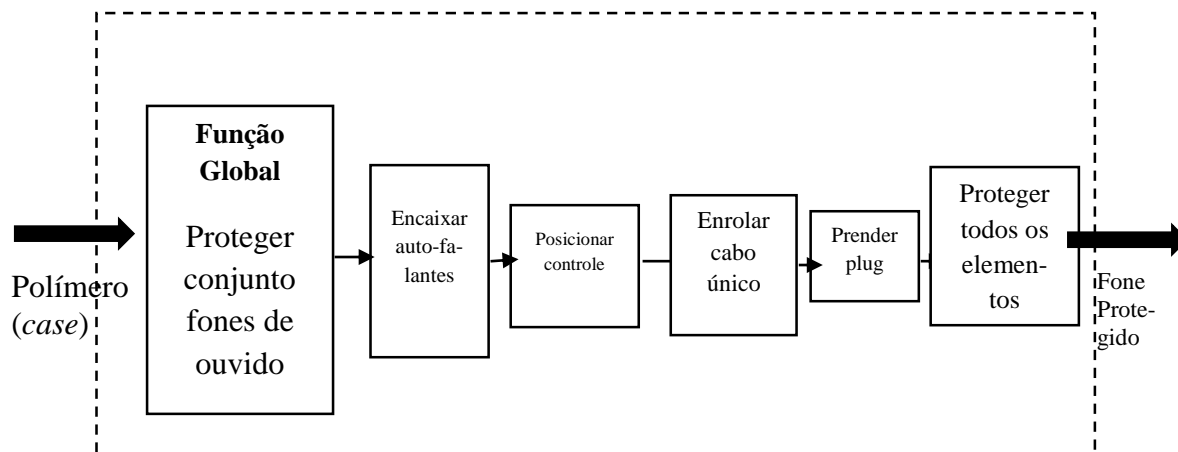 Polímero
(case)
Função
Global
Proteger
conjunto
fones de
ouvido
Encaixar
auto-fa-
lantes
Posicionar
controle
Enrolar
cabo
único
Prender
plug
Proteger
todos os
elemen-
tos
Fone
Prote-
gido